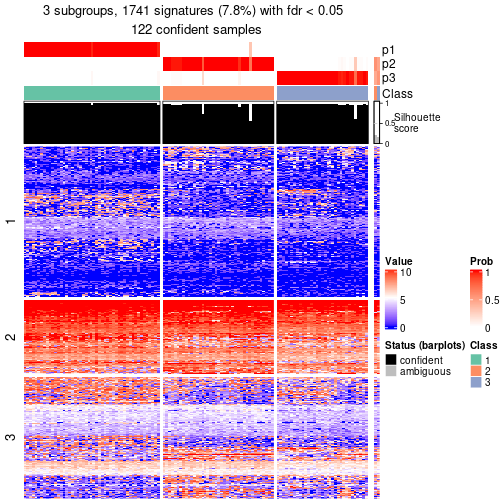 3 subgroups, 1741 signatures (7.8%) with fdr < 0.05
122 confident samples
p1
p2
p3
Class
1
0.5
0
Silhouette
score
1
2
3
Value
10
5
0
Prob
1
0.5
0
Status (barplots)
confident
ambiguous
Class
1
2
3